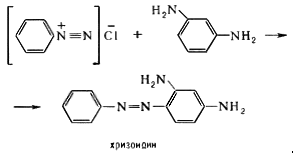 [N≡N]Cl + H₂N NH₂ →
+ −
→ N=N H₂N NH₂
хризоидин